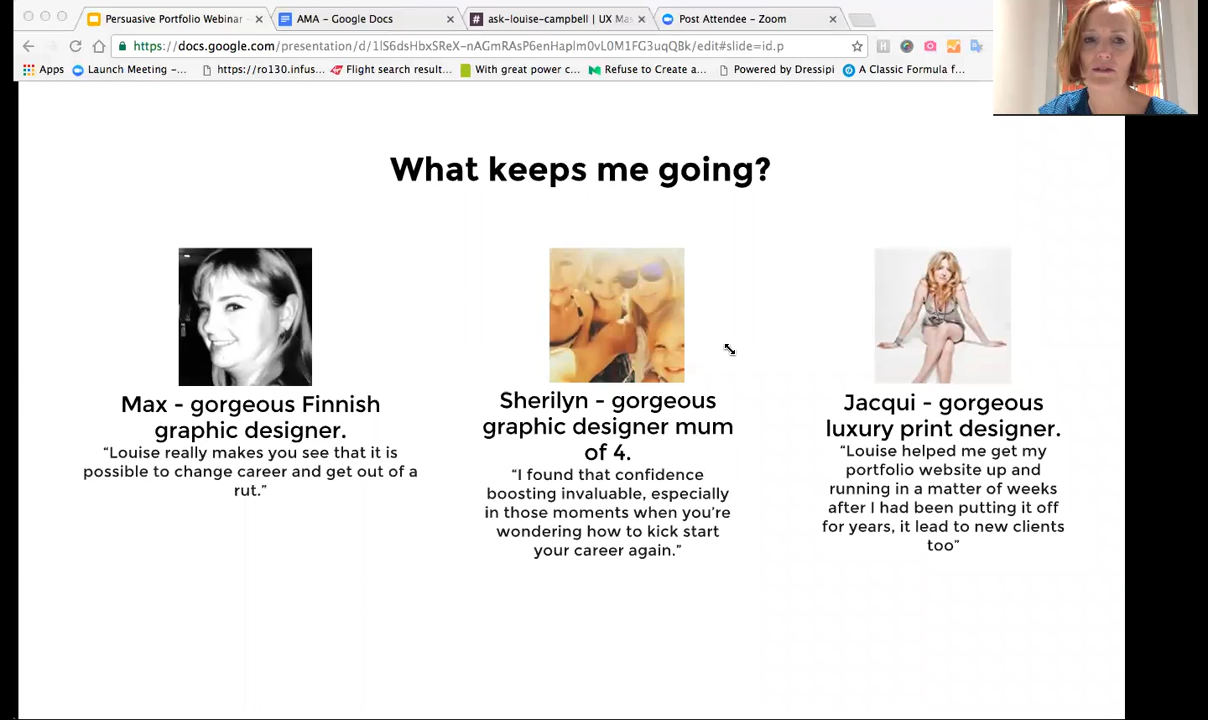 Persuasive Portfolio Webinar
AMA - Google Docs
ask-louise-campbell | UX Mas
Post Attendee - Zoom
https://docs.google.com/presentation/d/1lS6dsHbxSReX-nAGmRAsP6enHaplm0vL0M1FG3uqQBk/edit#slide=id.p
Apps
Launch Meeting -...
https://ro130.infus...
Flight search result...
With great power c...
Refuse to Create a...
Powered by Dressipi
A Classic Formula f...
What keeps me going?
Max - gorgeous Finnish
graphic designer.
“Louise really makes you see that it is
possible to change career and get out of a
rut.”
Sherilyn - gorgeous
graphic designer mum
of 4.
“I found that confidence
boosting invaluable, especially
in those moments when you’re
wondering how to kick start
your career again.”
Jacqui - gorgeous
luxury print designer.
“Louise helped me get my
portfolio website up and
running in a matter of weeks
after I had been putting it off
for years, it lead to new clients
too”